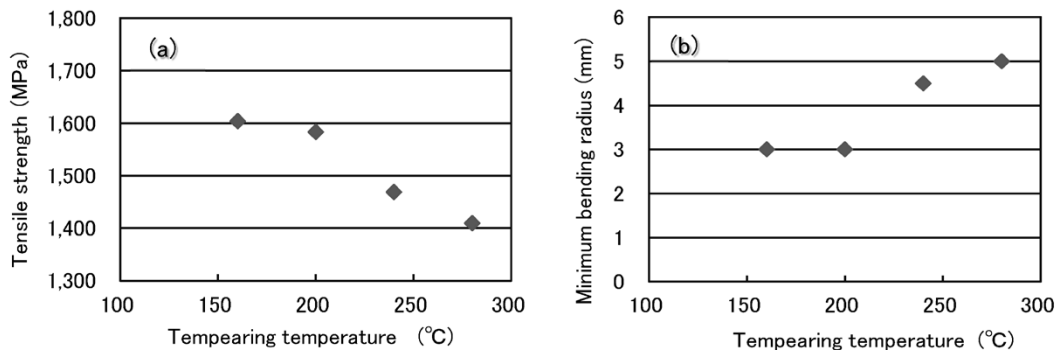 (a)
Tensile strength (MPa)
1,800
1,700
1,600
1,500
1,400
1,300
100 150 200 250 300
Tempearing temperature (°C)
(b)
Minimum bending radius (mm)
6
5
4
3
2
1
0
100 150 200 250 300
Tempearing temperature (°C)